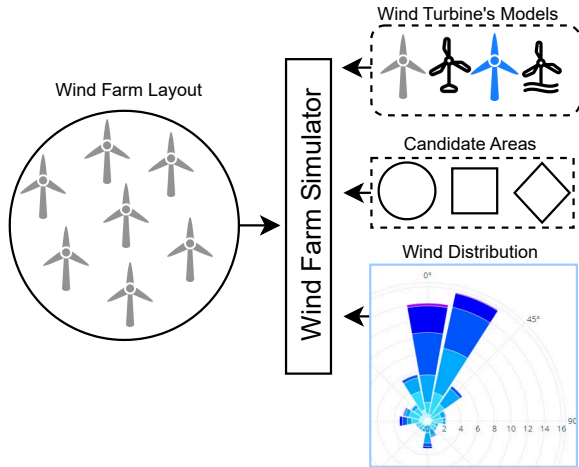 Wind Turbine's Models
Wind Farm Layout
Wind Farm Simulator
Candidate Areas
Wind Distribution
0°
45°
90
2 4 6 8 10 12 14 16